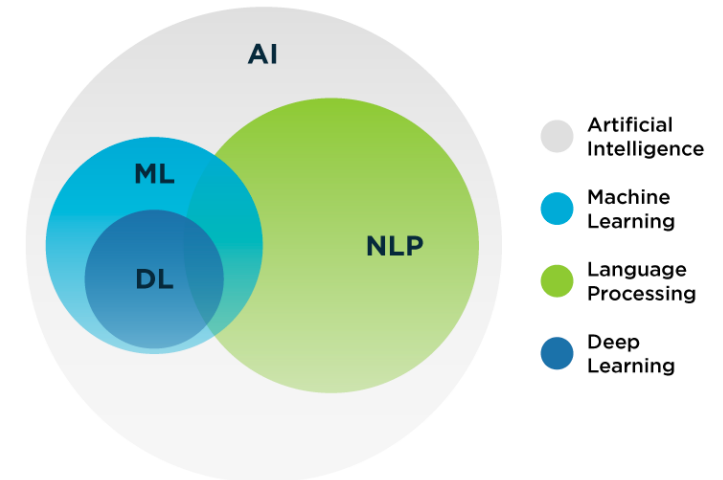 AI
ML
DL
NLP
Artificial
Intelligence
Machine
Learning
Language
Processing
Deep
Learning